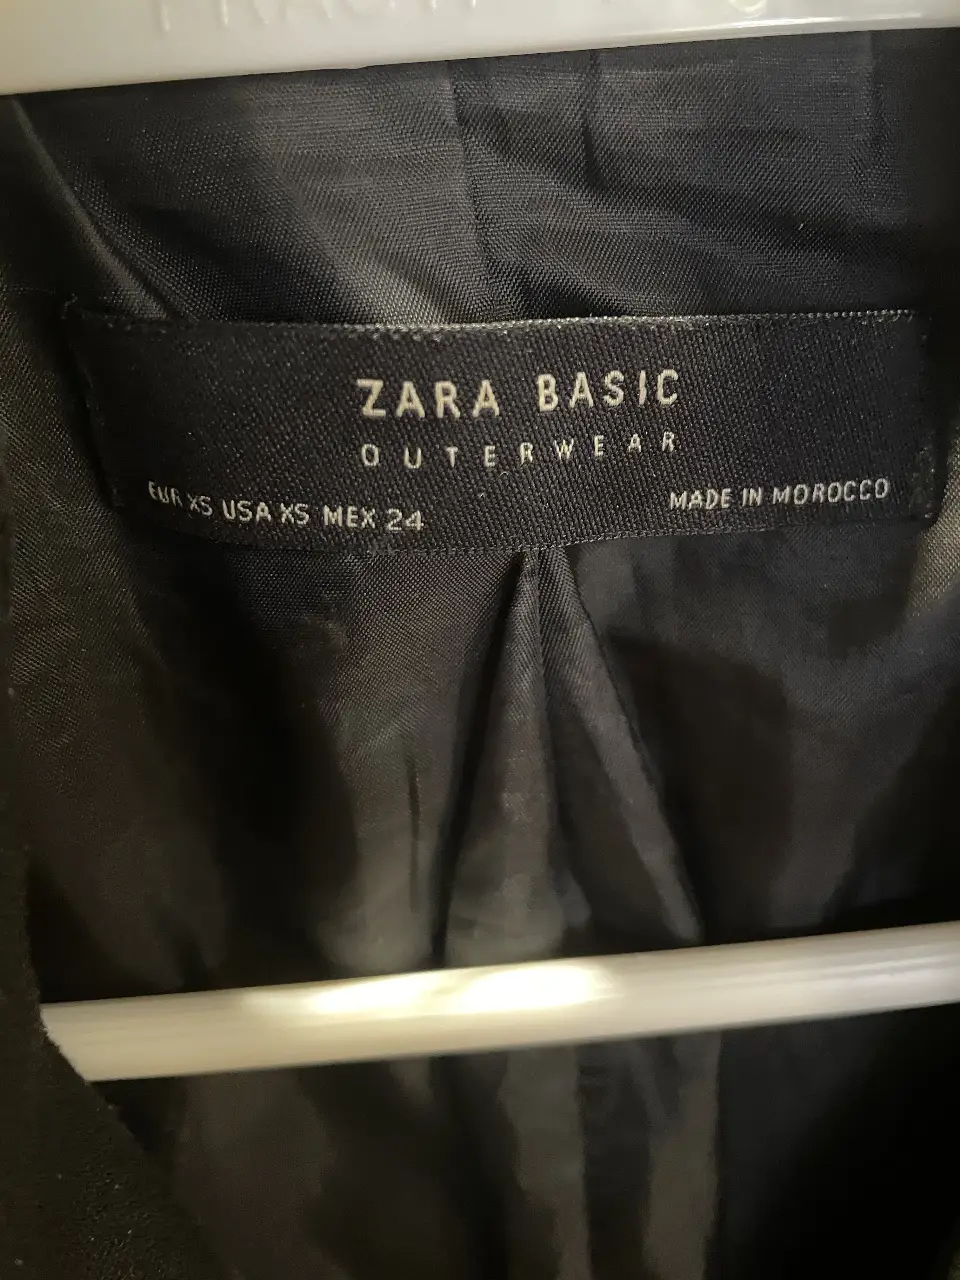 ZARA BASIC
OUTERWEAR
EUR XS USA XS MEX 24
MADE IN MOROCCO